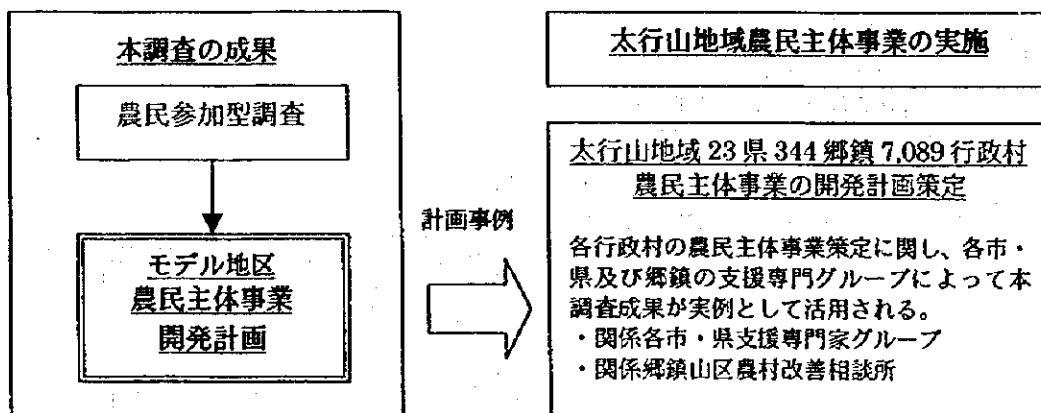 本調査の成果
農民参加型調査
モデル地区
農民主体事業
開発計画
計画事例
太行山地域農民主体事業の実施
太行山地域 23 県 344 郷鎮 7,089 行政村
農民主体事業の開発計画策定
各行政村の農民主体事業策定に関し、各市・
県及び郷鎮の支援専門グループによって本
調査成果が実例として活用される。
・関係各市・県支援専門家グループ
・関係郷鎮山区農村改善相談所